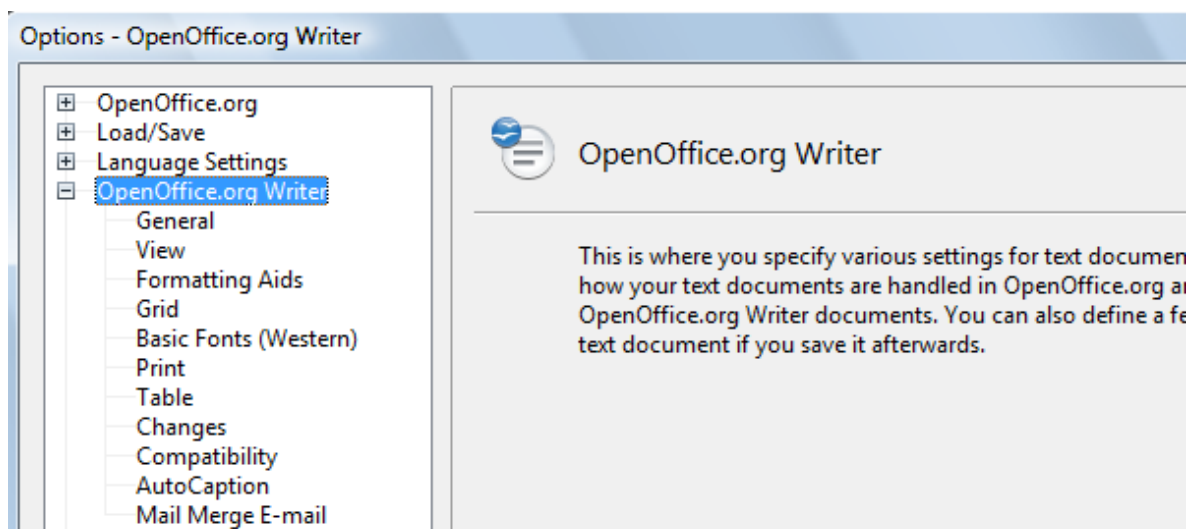 Options - OpenOffice.org Writer
OpenOffice.org
Load/Save
Language Settings
OpenOffice.org Writer
General
View
Formatting Aids
Grid
Basic Fonts (Western)
Print
Table
Changes
Compatibility
AutoCaption
Mail Merge E-mail
OpenOffice.org Writer
This is where you specify various settings for text
how your text documents are handled in OpenOffice.org
OpenOffice.org Writer documents. You can also define a
text document if you save it afterwards.